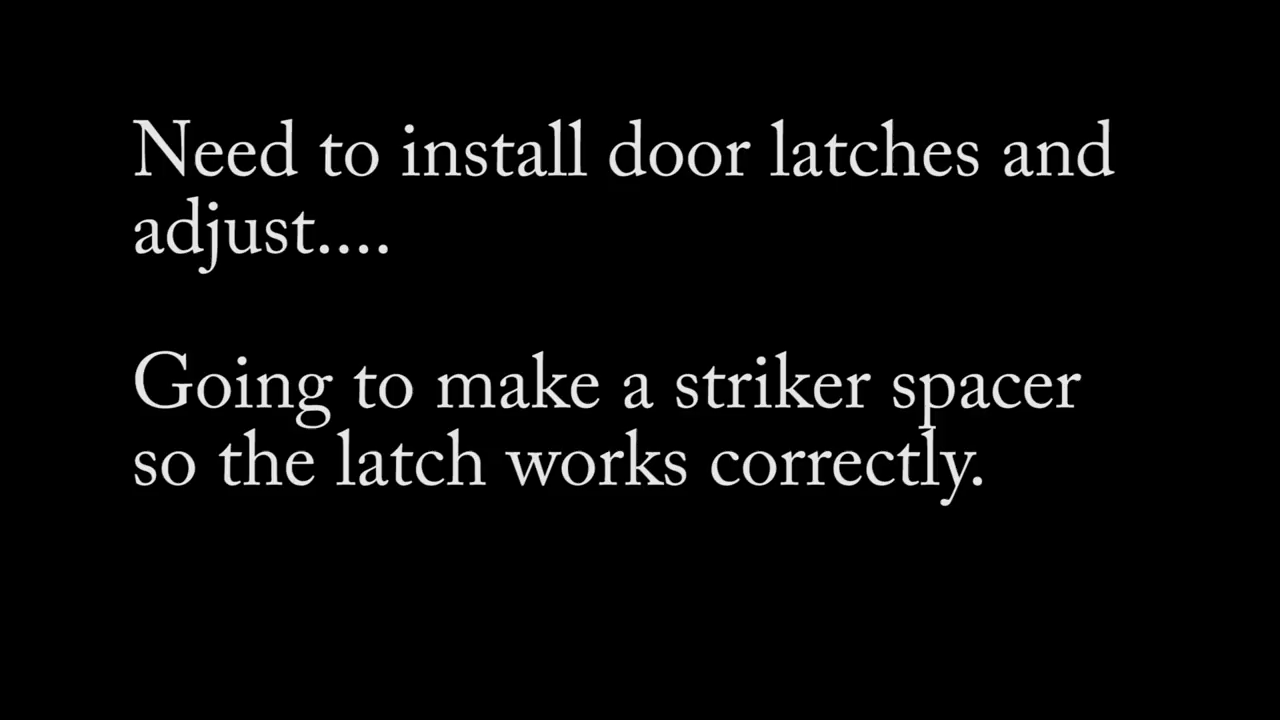 Need to install door latches and
adjust....
Going to make a striker spacer
so the latch works correctly.